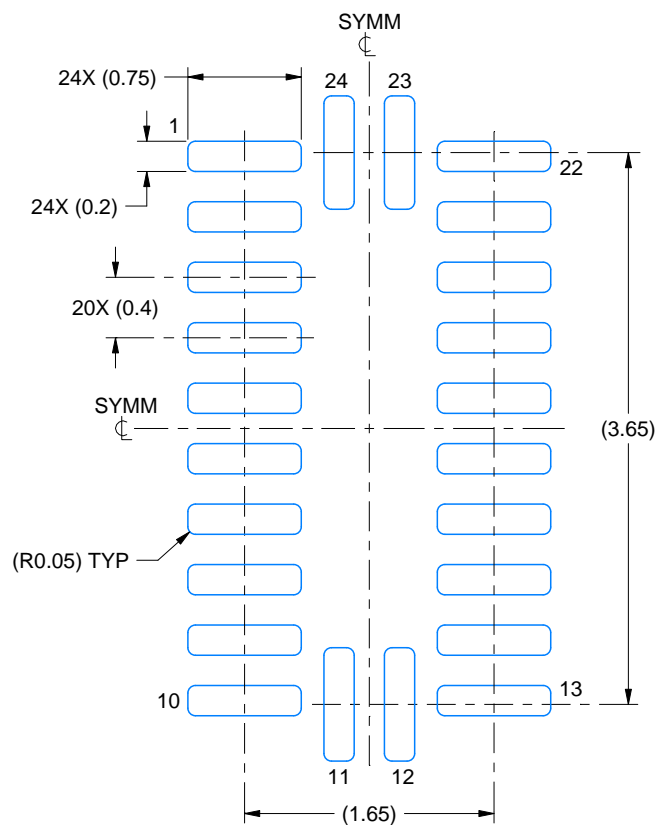 SYMM
℄
24X (0.75)
24
23
1
22
24X (0.2)
20X (0.4)
SYMM
℄
(3.65)
(R0.05) TYP
10
13
11
12
(1.65)